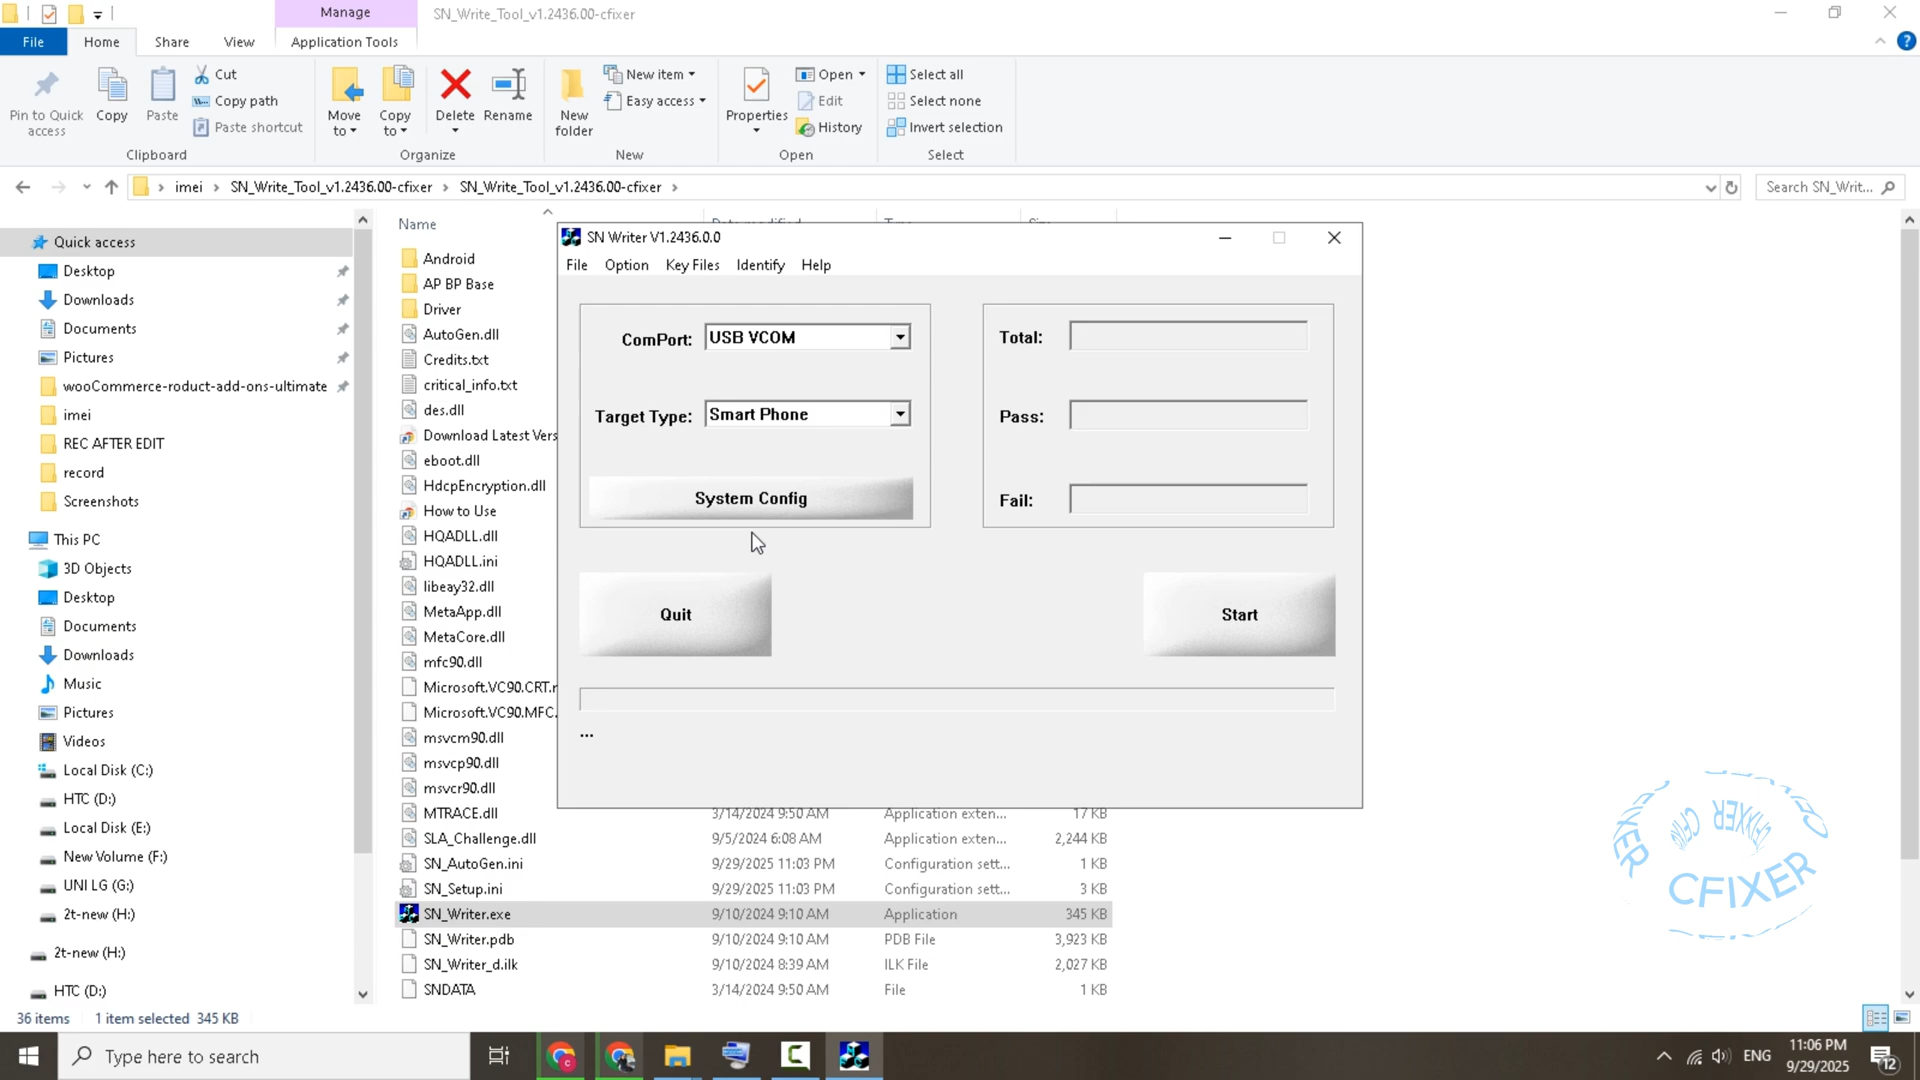 Manage
SN_Write_Tool_v1.2436.00-cfixer
File
Home
Share
View
Application Tools
Pin to Quick access
Copy
Paste
Cut
Copy path
Paste shortcut
Clipboard
Move to
Copy to
Delete
Rename
Organize
New folder
New item
Easy access
New
Properties
Open
Edit
History
Open
Select all
Select none
Invert selection
Select
imei
SN_Write_Tool_v1.2436.00-cfixer
SN_Write_Tool_v1.2436.00-cfixer
Search SN_Writ...
Quick access
Desktop
Downloads
Documents
Pictures
wooCommerce-roduct-add-ons-ultimate
imei
REC AFTER EDIT
record
Screenshots
This PC
3D Objects
Desktop
Documents
Downloads
Music
Pictures
Videos
Local Disk (C:)
HTC (D:)
Local Disk (E:)
New Volume (F:)
UNI LG (G:)
2t-new (H:)
2t-new (H:)
HTC (D:)
Name
Android
AP BP Base
Driver
AutoGen.dll
Credits.txt
critical_info.txt
des.dll
Download Latest Vers
eboot.dll
HdcpEncryption.dll
How to Use
HQADLL.dll
HQADLL.ini
libeay32.dll
MetaApp.dll
MetaCore.dll
mfc90.dll
Microsoft.VC90.CRT.
Microsoft.VC90.MFC.
msvcm90.dll
msvcp90.dll
msvcr90.dll
MTRACE.dll 3/14/2024 9:50 AM Application exten... 17 KB
SLA_Challenge.dll 9/5/2024 6:08 AM Application exten... 2,244 KB
SN_AutoGen.ini 9/29/2025 11:03 PM Configuration sett... 1 KB
SN_Setup.ini 9/29/2025 11:03 PM Configuration sett... 3 KB
SN_Writer.exe 9/10/2024 9:10 AM Application 345 KB
SN_Writer.pdb 9/10/2024 9:10 AM PDB File 3,923 KB
SN_Writer_d.ilk 9/10/2024 8:39 AM ILK File 2,027 KB
SNDATA 3/14/2024 9:50 AM File 1 KB
SN Writer V1.2436.0.0
File Option Key Files Identify Help
ComPort: USB VCOM
Target Type: Smart Phone
System Config
Total:
Pass:
Fail:
Quit
Start
...
CFIXER
36 items 1 item selected 345 KB
Type here to search
ENG
11:06 PM
9/29/2025
12